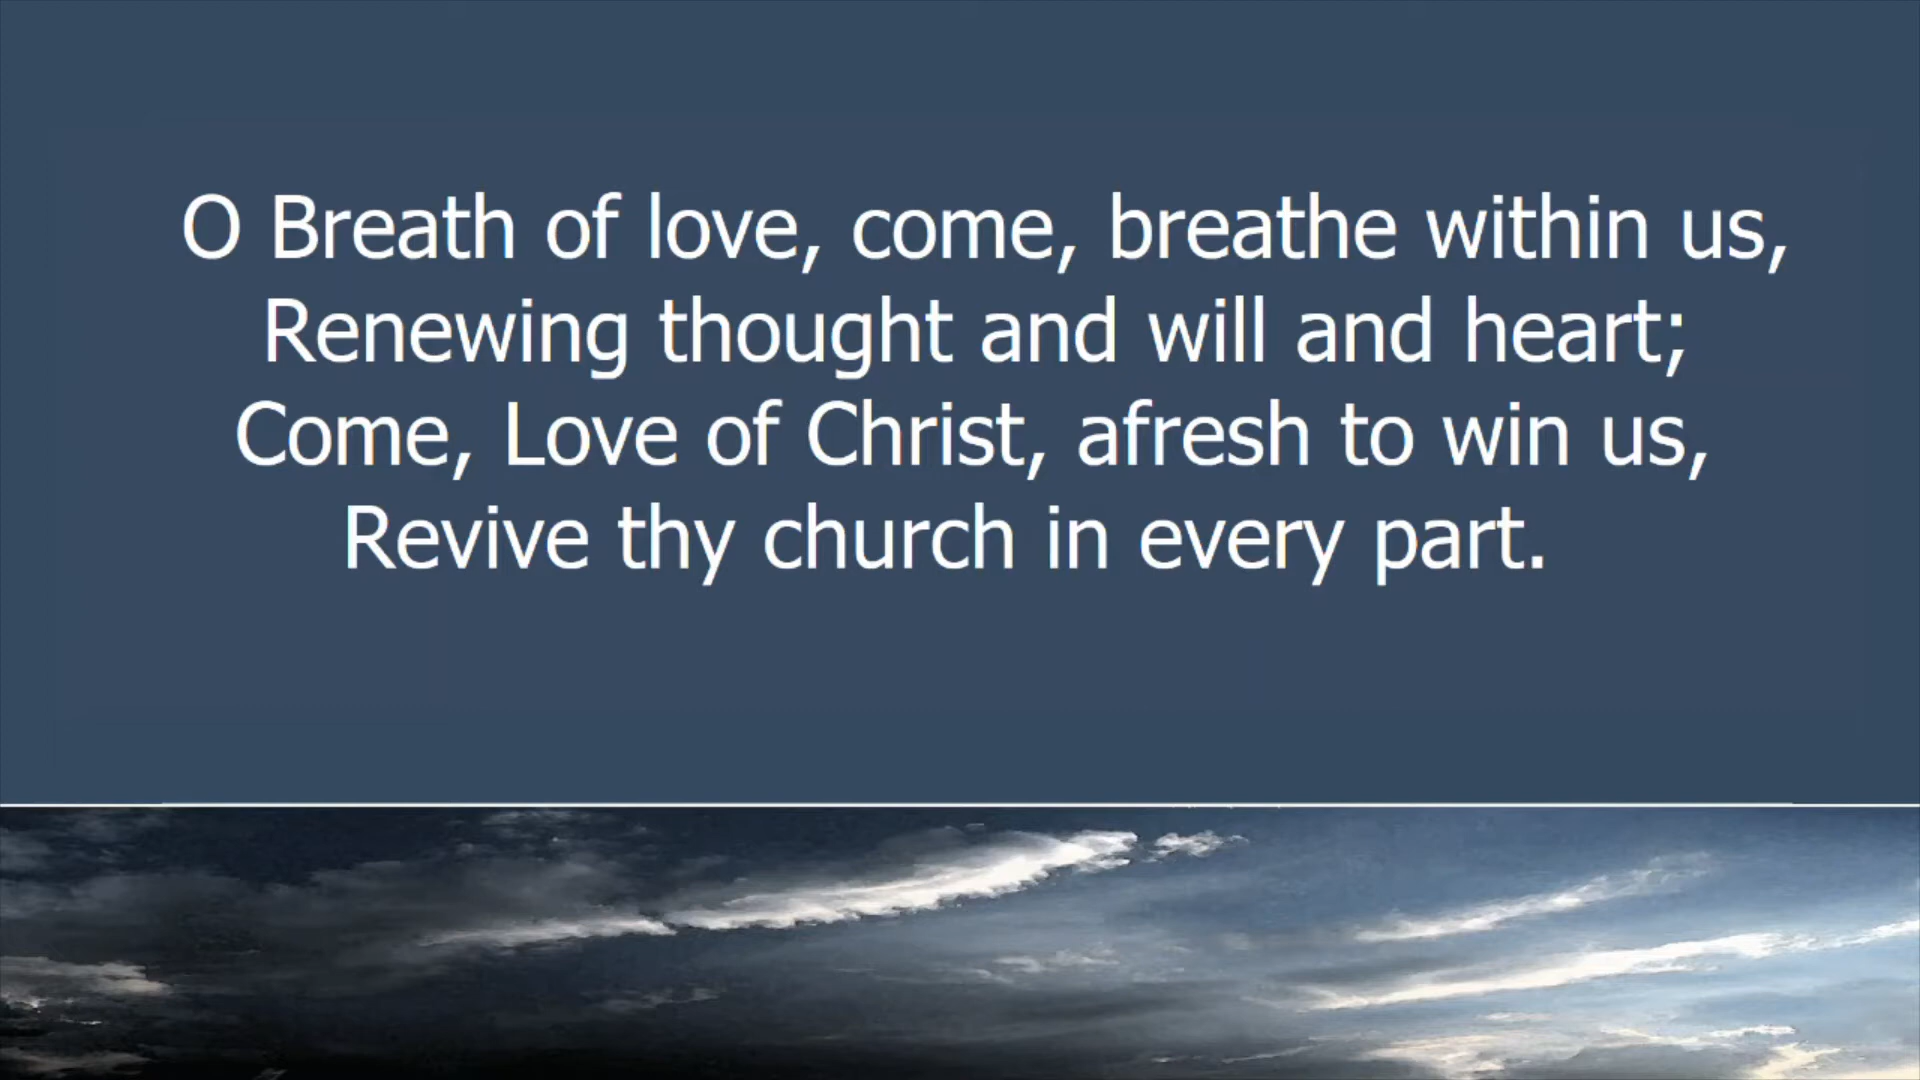 O Breath of love, come, breathe within us,
Renewing thought and will and heart;
Come, Love of Christ, afresh to win us,
Revive thy church in every part.